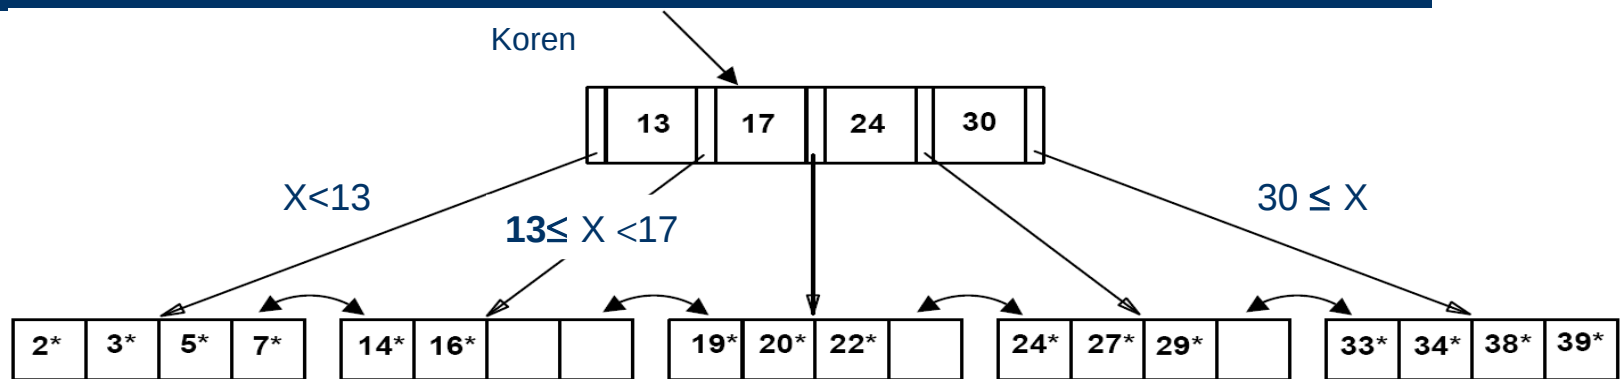 Koren
13 17 24 30
X<13
30 ≤ X
13≤ X <17
2* 3* 5* 7* 14* 16* 19* 20* 22* 24* 27* 29* 33* 34* 38* 39*